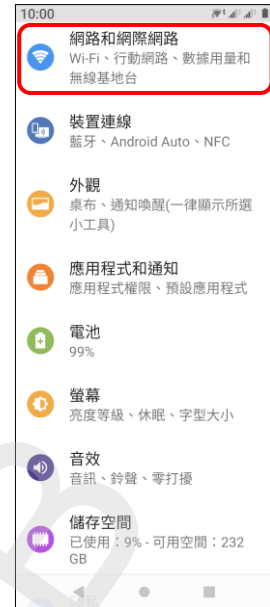 10:00
網路和網際網路
Wi-Fi、行動網路、數據用量和
無線基地台
裝置連線
藍牙、Android Auto、NFC
外觀
桌布、通知喚醒(一律顯示所選
小工具)
應用程式和通知
應用程式權限、預設應用程式
電池
99%
螢幕
亮度等級、休眠、字型大小
音效
音訊、鈴聲、零打擾
儲存空間
已使用：9% - 可用空間：232
GB